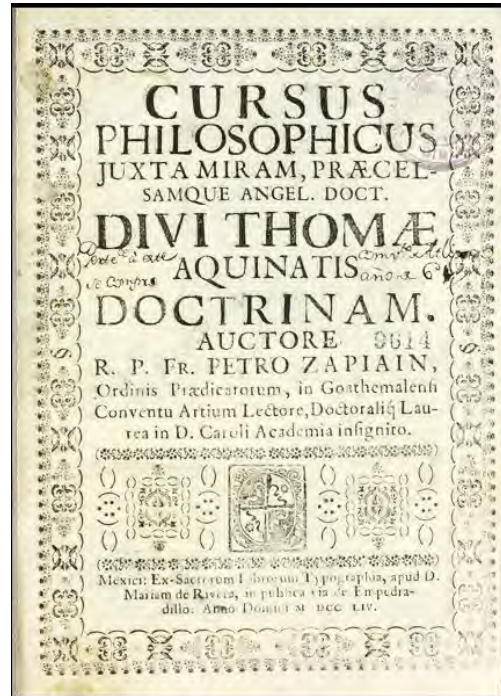 CURSUS
PHILOSOPHICUS
JUXTA MIRAM, PRÆCEL-
SAMQUE ANGEL. DOCT.
DIVI THOMÆ
AQUINATIS
DOCTRINAM.
AUCTORE 9614
R. P. FR. PETRO ZAPIAIN,
Ordinis Prædicatorum, in Goathemalensi
Conventu Artium Lectore, Doctoraliq; Lau-
rea in D. Caroli Academia insignito.
Mexici: Ex Sacrorum Librorum Typographia, apud D.
Mariam de Rivera, in publica via de Empedra-
dillo. Anno Domini M DCC LIV.